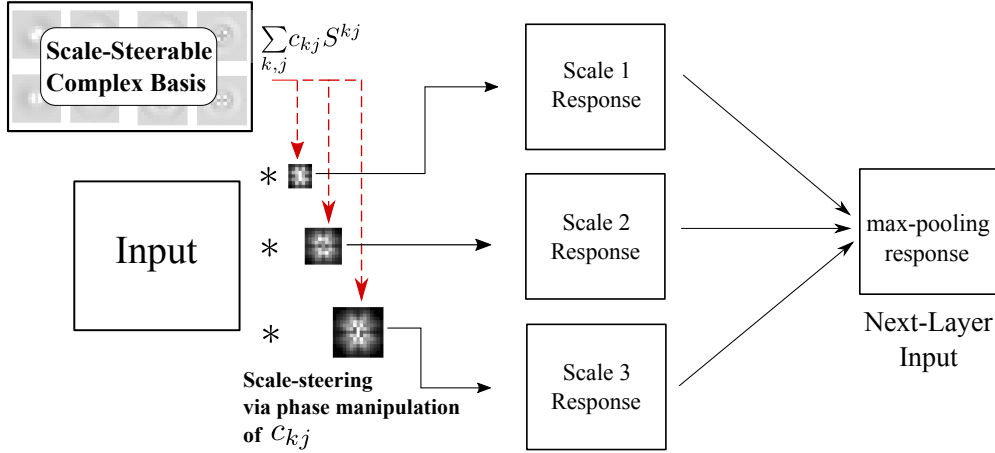 Scale-Steerable
Complex Basis
∑ c_{kj} S^{kj}
k,j
Input
*
*
*
Scale-steering
via phase manipulation
of c_{kj}
Scale 1
Response
Scale 2
Response
Scale 3
Response
max-pooling
response
Next-Layer
Input